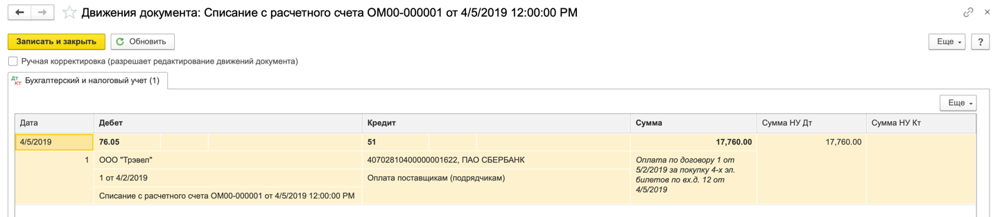 Движения документа: Списание с расчетного счета ОМ00-000001 от 4/5/2019 12:00:00 PM
Записать и закрыть
Обновить
Еще
?
Ручная корректировка (разрешает редактирование движений документа)
Дт Кт Бухгалтерский и налоговый учет (1)
Еще
Дата Дебет Кредит Сумма Сумма НУ Дт Сумма НУ Кт
4/5/2019 76.05 51 17,760.00 17,760.00
1 ООО "Трэвел" 40702810400000001622, ПАО СБЕРБАНК Оплата по договору 1 от
5/2/2019 за покупку 4-х эл.
1 от 4/2/2019 Оплата поставщикам (подрядчикам) билетов по вх.д. 12 от
4/5/2019
Списание с расчетного счета ОМ00-000001 от 4/5/2019 12:00:00 PM